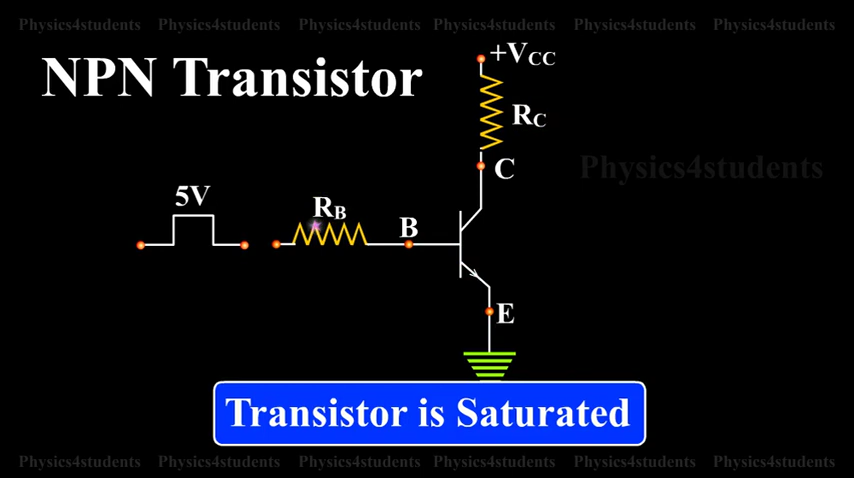 Physics4students Physics4students Physics4students Physics4students Physics4students Physics4students
NPN Transistor
+VCC
RC
C
Physics4students
5V
RB
B
E
Transistor is Saturated
Physics4students Physics4students Physics4students Physics4students Physics4students Physics4students